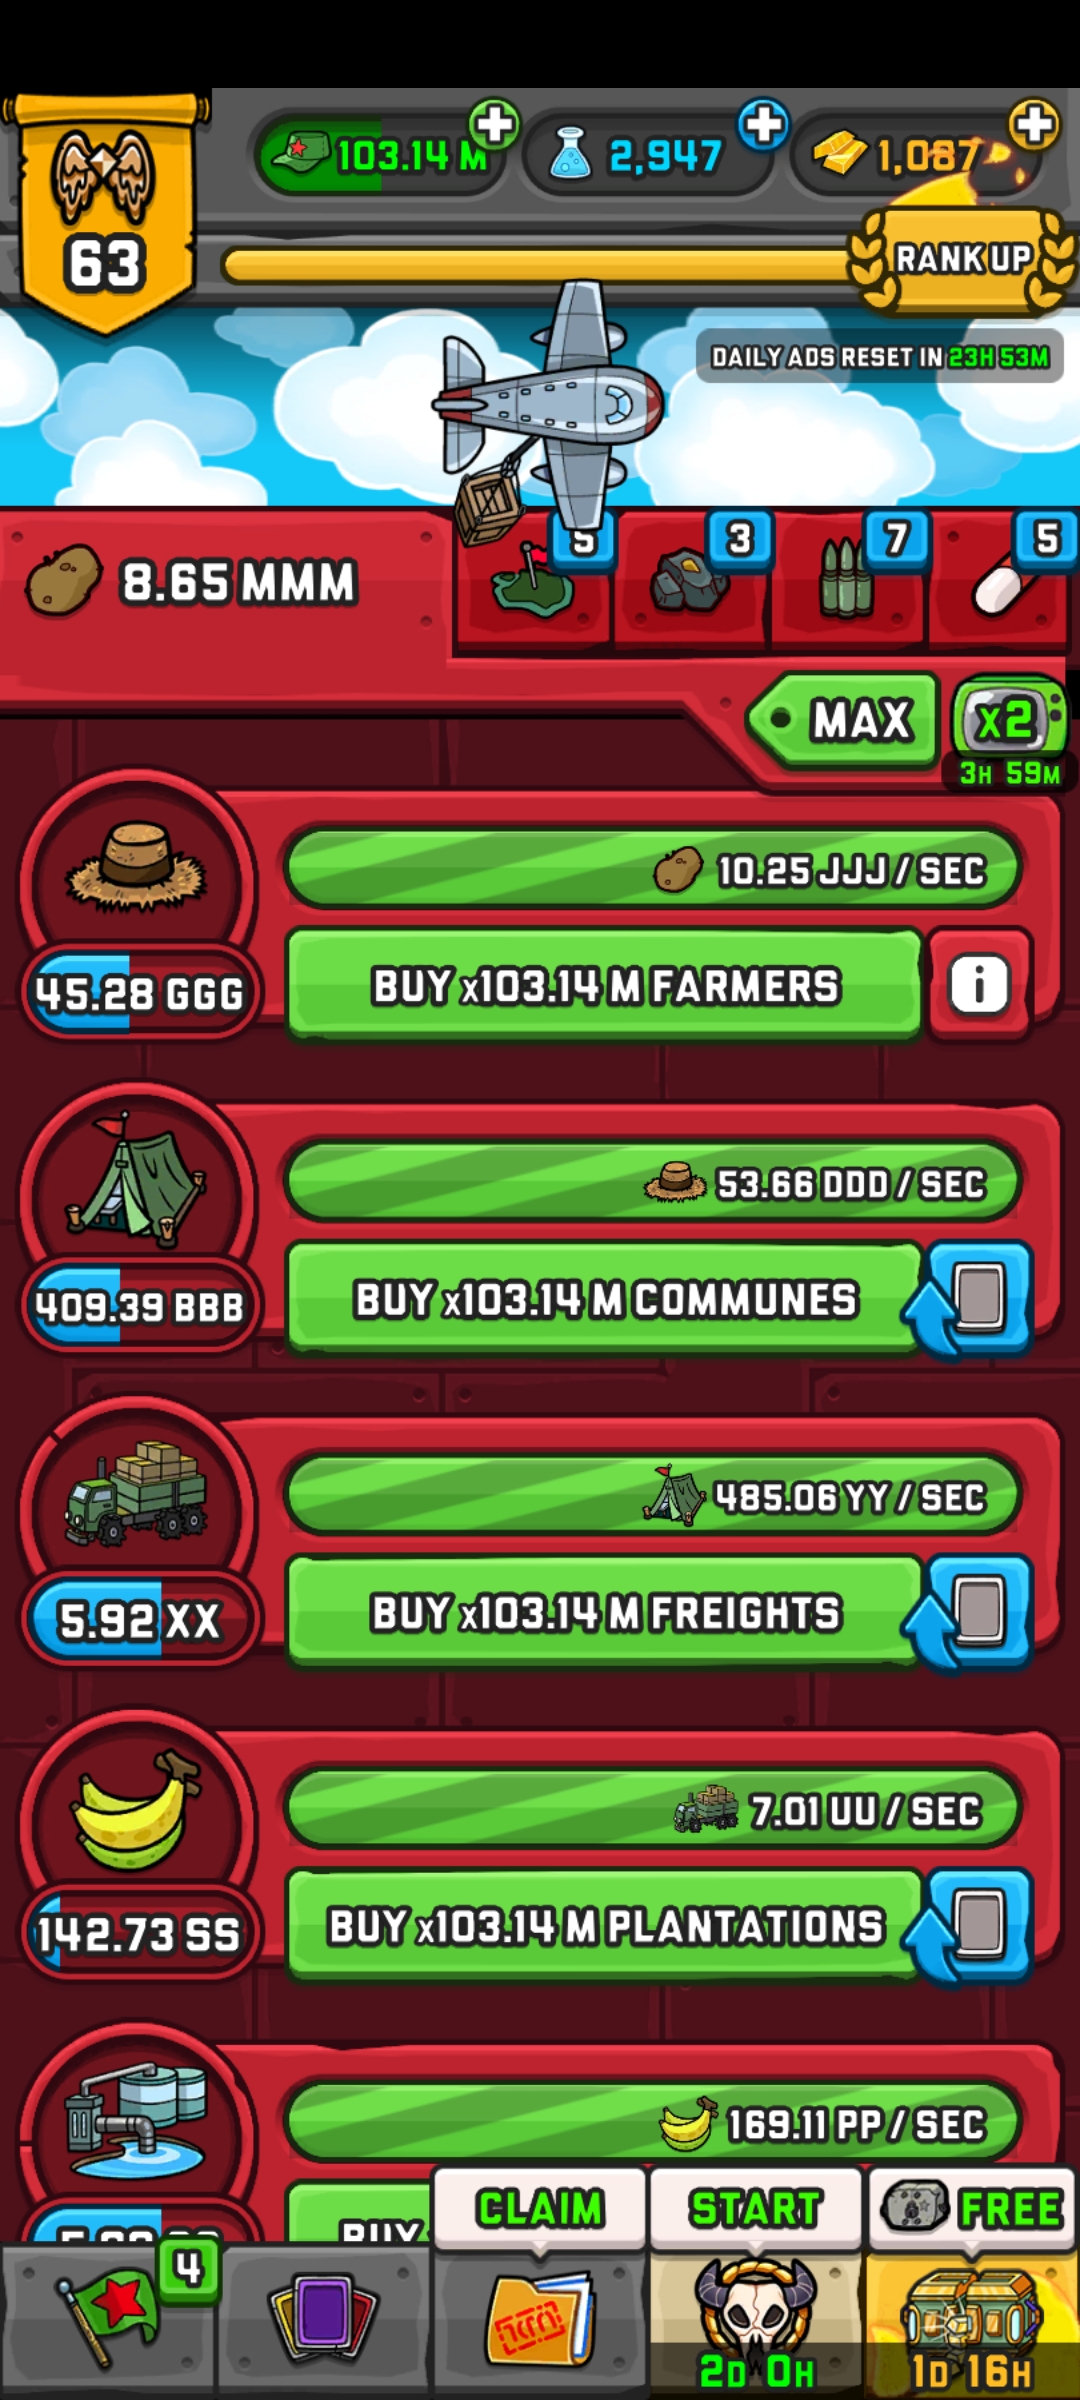 103.14 M
2,947
1,087
63
RANK UP
DAILY ADS RESET IN 23H 53M
8.65 MMM
5
3
7
5
MAX
x2
3H 59M
10.25 JJJ / SEC
45.28 GGG
BUY x103.14 M FARMERS
i
53.66 DDD / SEC
409.39 BBB
BUY x103.14 M COMMUNES
485.06 YY / SEC
5.92 XX
BUY x103.14 M FREIGHTS
7.01 UU / SEC
142.73 SS
BUY x103.14 M PLANTATIONS
169.11 PP / SEC
BUY
CLAIM
START
FREE
4
2D 0H
1D 16H